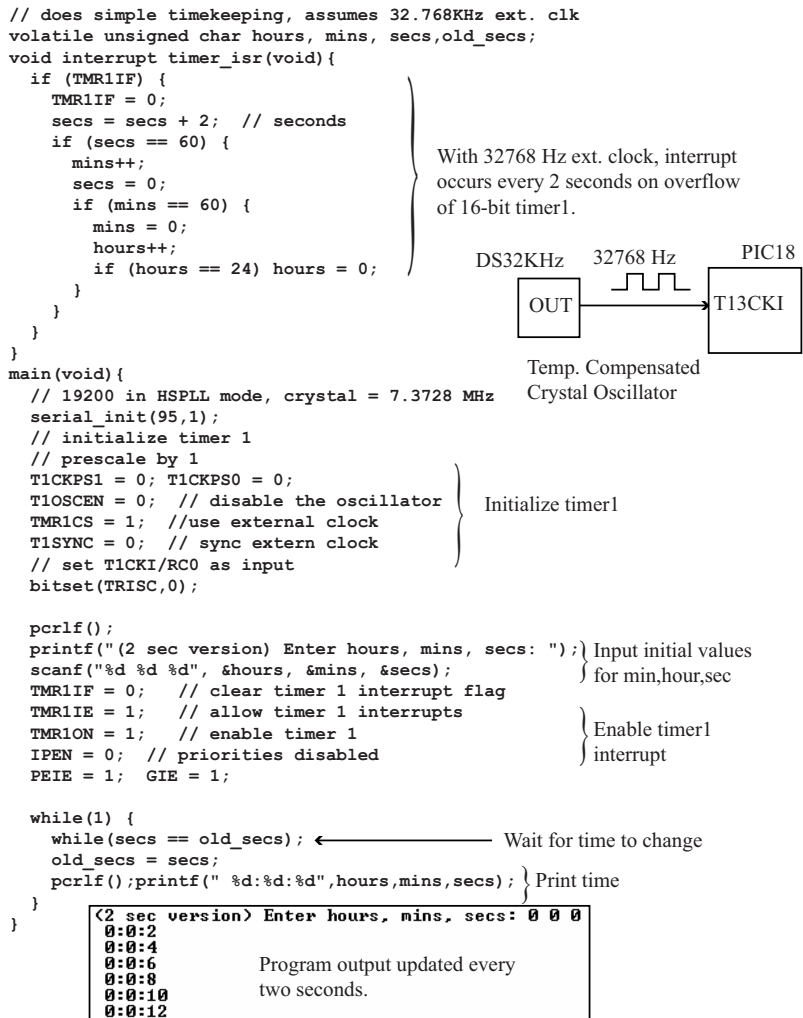 // does simple timekeeping, assumes 32.768KHz ext. clk
volatile unsigned char hours, mins, secs,old_secs;
void interrupt timer_isr(void){
if (TMR1IF) {
TMR1IF = 0;
secs = secs + 2;  // seconds
if (secs == 60) {
mins++;
secs = 0;
if (mins == 60) {
mins = 0;
hours++;
if (hours == 24) hours = 0;
}
}
}
}
With 32768 Hz ext. clock, interrupt
occurs every 2 seconds on overflow
of 16-bit timer1.
DS32KHz
32768 Hz
PIC18
OUT
T13CKI
Temp. Compensated
Crystal Oscillator
main(void){
// 19200 in HSPLL mode, crystal = 7.3728 MHz
serial_init(95,1);
// initialize timer 1
// prescale by 1
T1CKPS1 = 0; T1CKPS0 = 0;
T1OSCEN = 0;  // disable the oscillator
TMR1CS = 1;  //use external clock
T1SYNC = 0;  // sync extern clock
// set T1CKI/RC0 as input
bitset(TRISC,0);
Initialize timer1
pcrlf();
printf("(2 sec version) Enter hours, mins, secs: ");
scanf("%d %d %d", &hours, &mins, &secs);
Input initial values
for min,hour,sec
TMR1IF = 0;   // clear timer 1 interrupt flag
TMR1IE = 1;   // allow timer 1 interrupts
TMR1ON = 1;   // enable timer 1
IPEN = 0;  // priorities disabled
PEIE = 1;  GIE = 1;
Enable timer1
interrupt
while(1) {
while(secs == old_secs);
Wait for time to change
old_secs = secs;
pcrlf();printf(" %d:%d:%d",hours,mins,secs);
Print time
}
}
(2 sec version) Enter hours, mins, secs: 0 0 0
0:0:2
0:0:4
0:0:6
0:0:8
0:0:10
0:0:12
Program output updated every
two seconds.